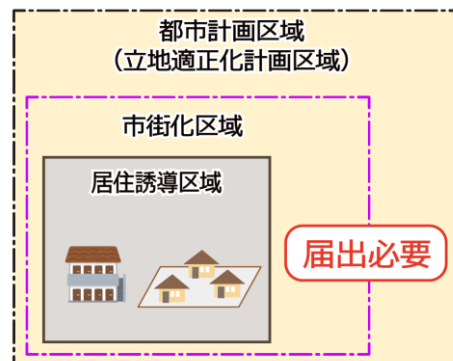 都市計画区域
（立地適正化計画区域）
市街化区域
居住誘導区域
届出必要